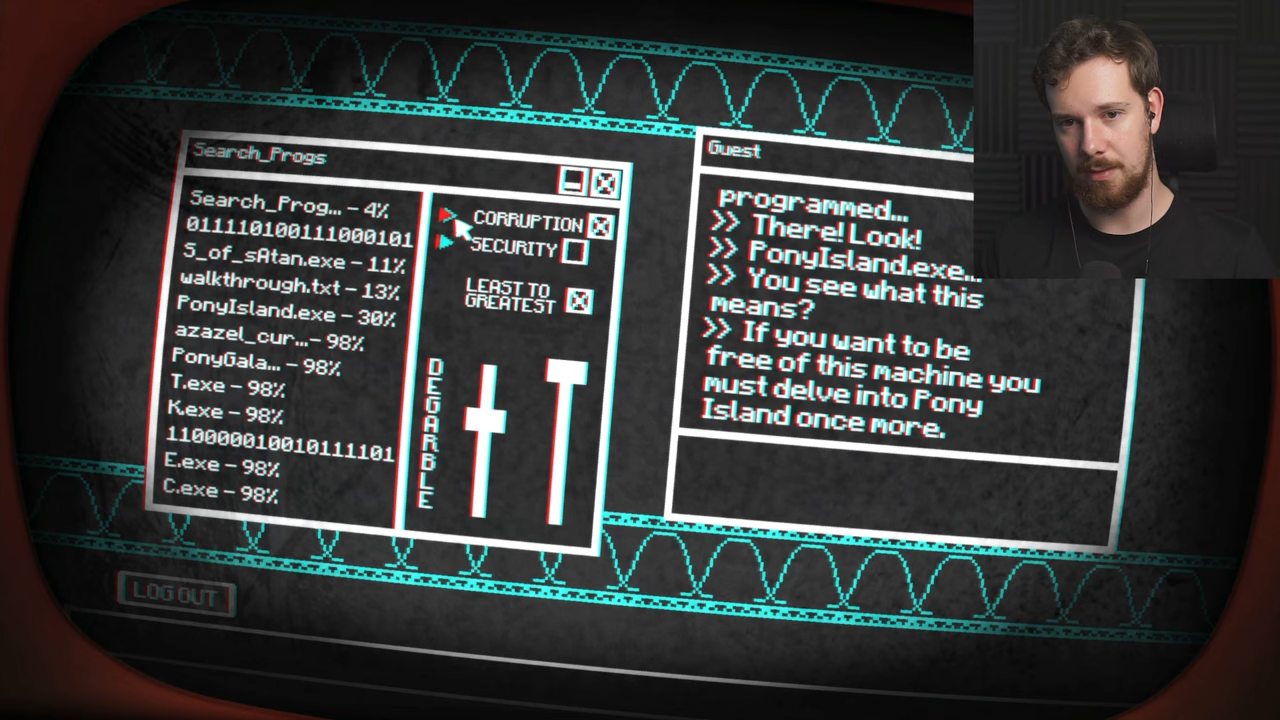 Search_Progs
Search_Prog... - 4%
0111101001110000101
S_of_sAtan.exe - 11%
walkthrough.txt - 13%
PonyIsland.exe - 30%
azazel_cur...- 98%
PonyGala... - 98%
T.exe - 98%
K.exe - 98%
1100000100101111101
E.exe - 98%
C.exe - 98%
CORRUPTION
SECURITY
LEAST TO
GREATEST
DEGARBLE
Guest
programmed...
>> There! Look!
>> PonyIsland.exe...
>> You see what this
means?
>> If you want to be
free of this machine you
must delve into Pony
Island once more.
LOG OUT